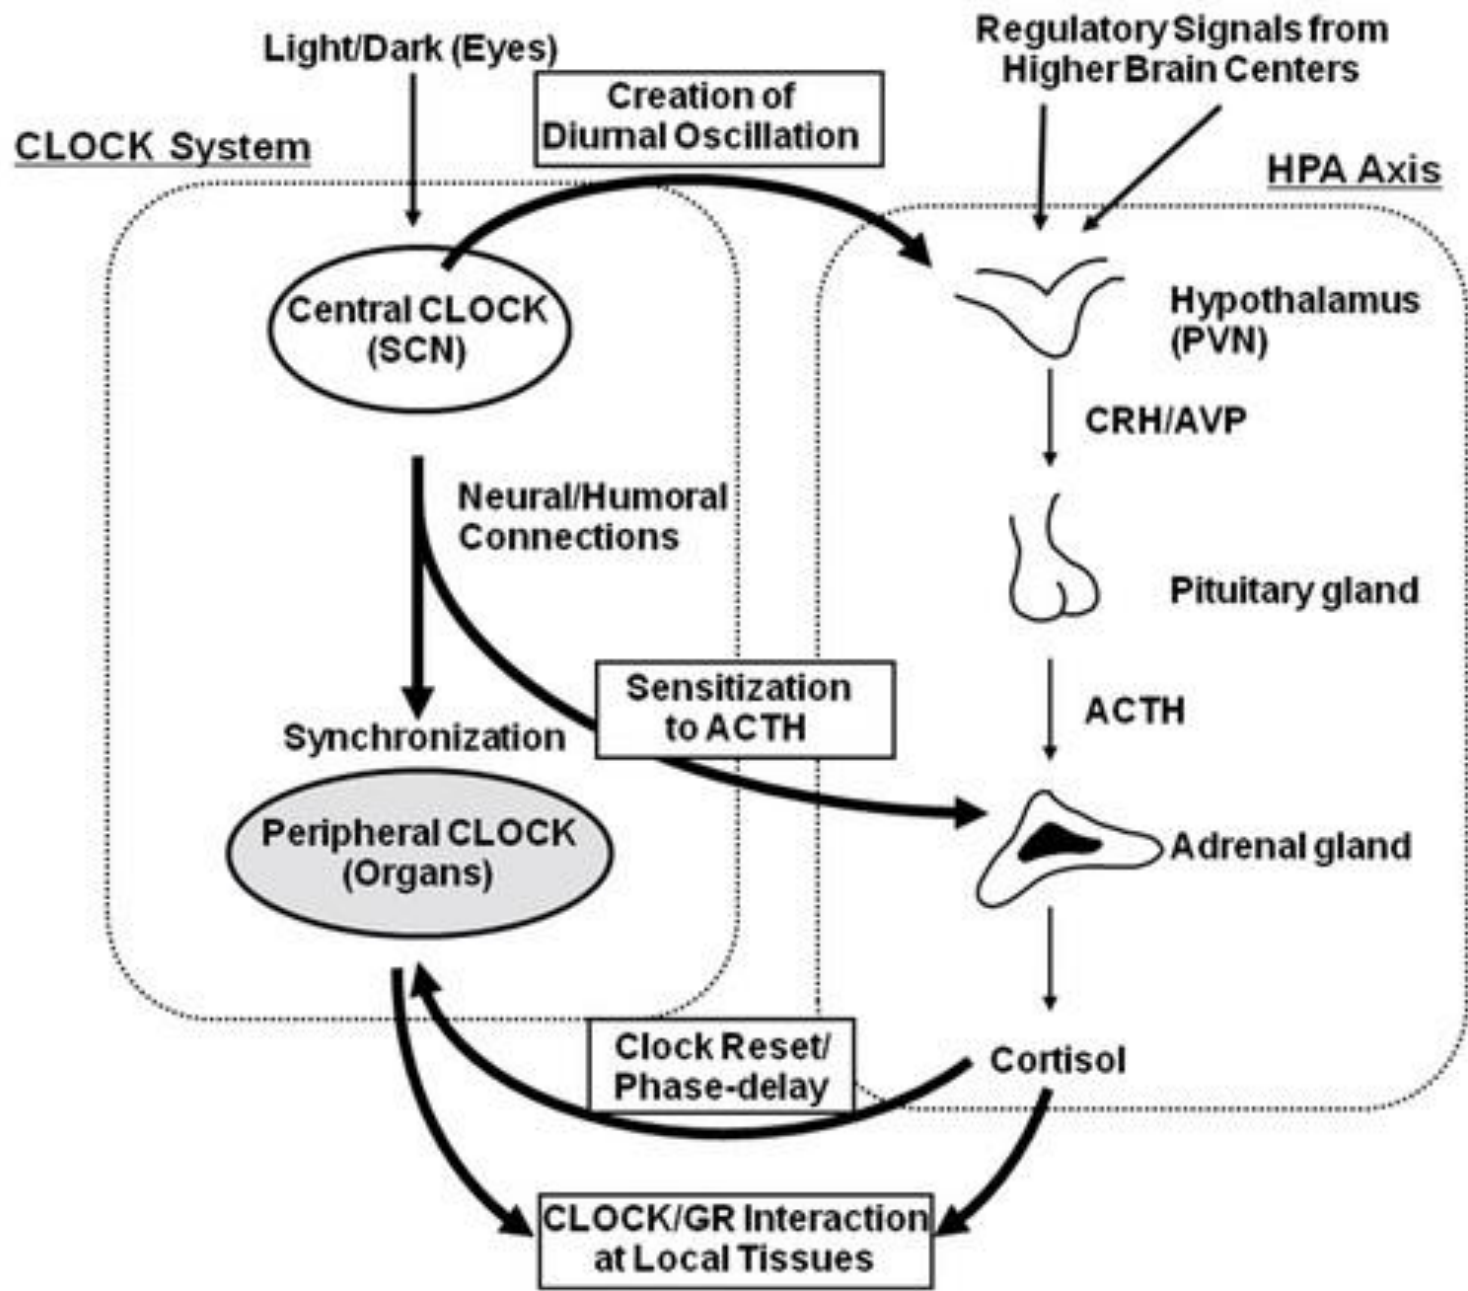 Light/Dark (Eyes)
Regulatory Signals from
Higher Brain Centers
Creation of
Diurnal Oscillation
CLOCK System
HPA Axis
Central CLOCK
(SCN)
Hypothalamus
(PVN)
CRH/AVP
Neural/Humoral
Connections
Pituitary gland
Sensitization
to ACTH
ACTH
Synchronization
Peripheral CLOCK
(Organs)
Adrenal gland
Clock Reset/
Phase-delay
Cortisol
CLOCK/GR Interaction
at Local Tissues